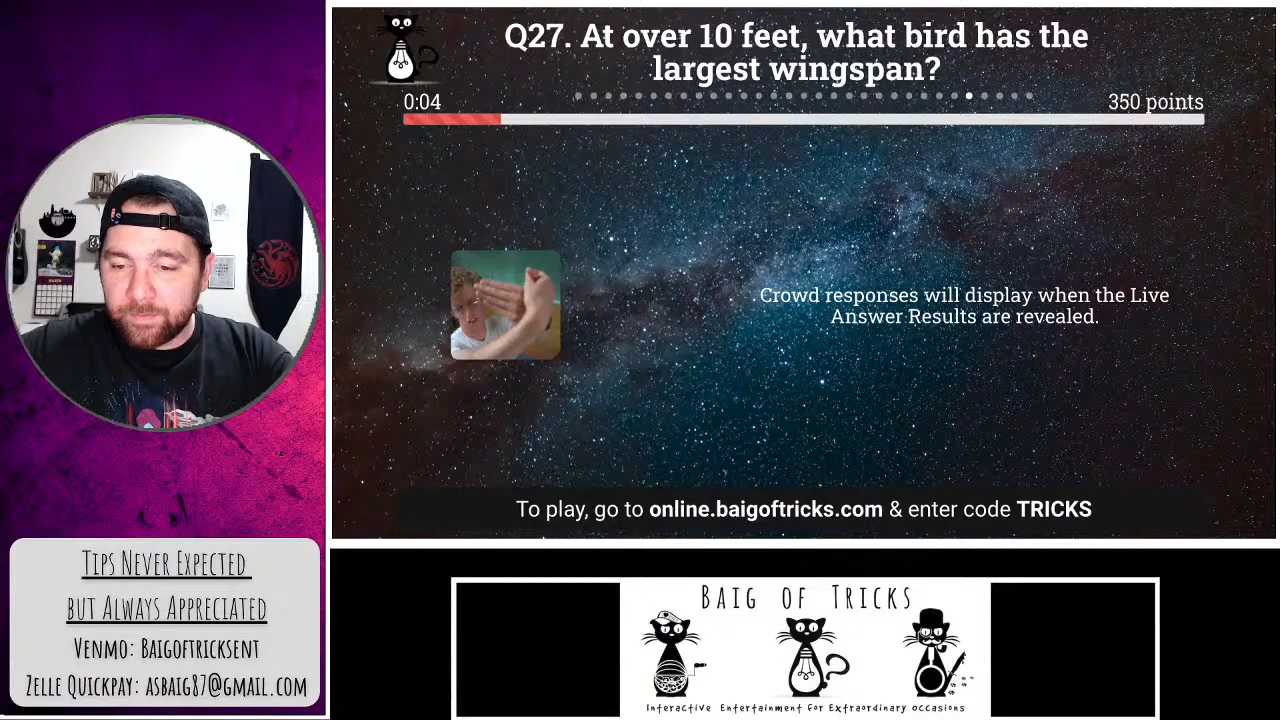 Q27. At over 10 feet, what bird has the
largest wingspan?
0:04
350 points
Crowd responses will display when the Live
Answer Results are revealed.
To play, go to online.baigoftricks.com & enter code TRICKS
Tips Never Expected
but Always Appreciated
Venmo: Baigoftricksent
Zelle Quickpay: asbaig87@gmail.com
Baig of Tricks
Interactive Entertainment for Extraordinary Occasions